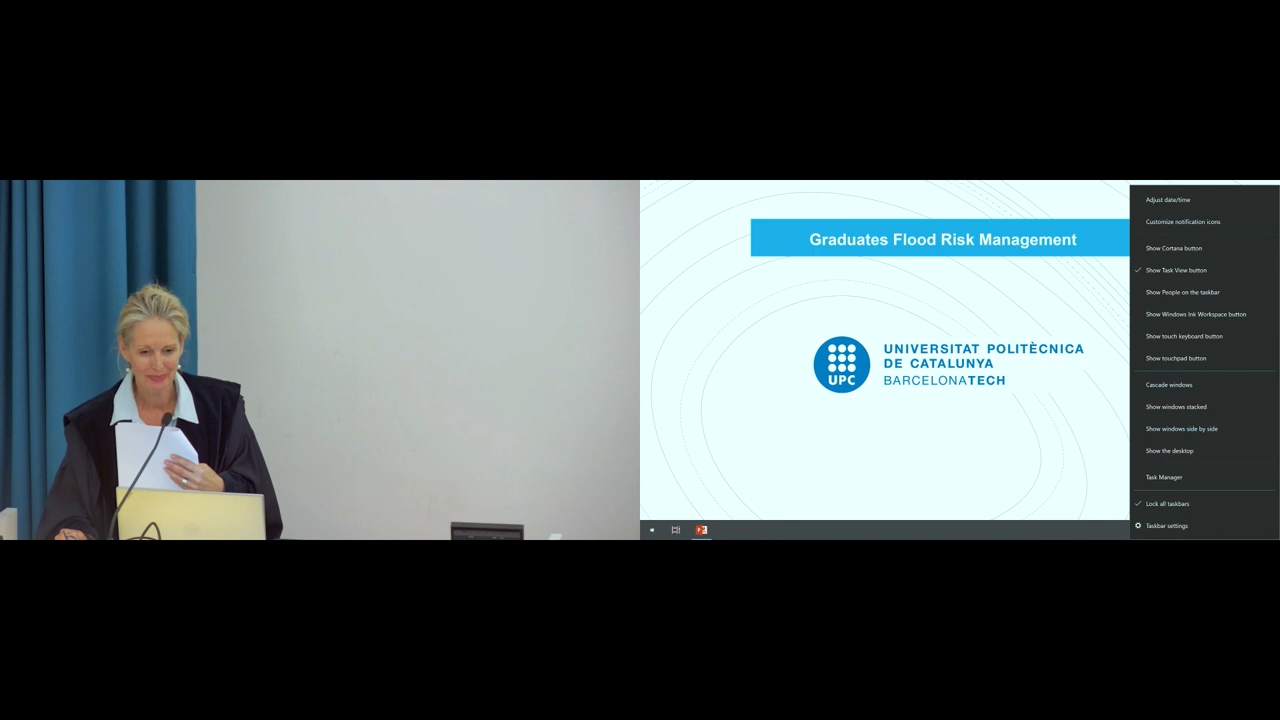 Graduates Flood Risk Management
UPC
UNIVERSITAT POLITÈCNICA
DE CATALUNYA
BARCELONATECH
Adjust date/time
Customize notification icons
Show Cortana button
Show Task View button
Show People on the taskbar
Show Windows Ink Workspace button
Show touch keyboard button
Show touchpad button
Cascade windows
Show windows stacked
Show windows side by side
Show the desktop
Task Manager
Lock all taskbars
Taskbar settings